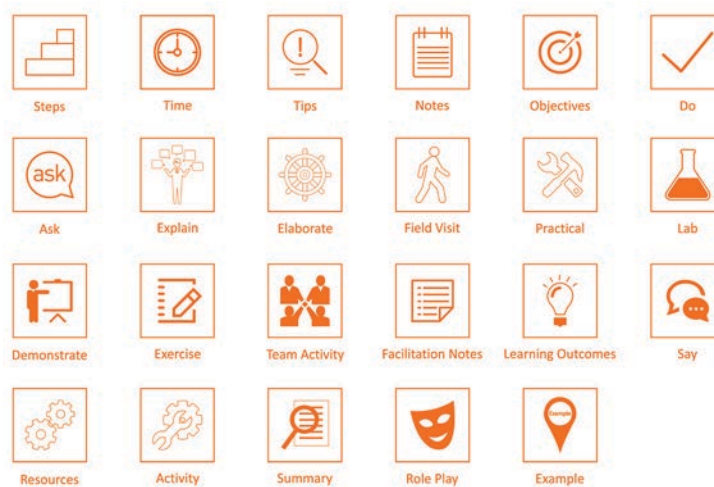 Steps
Time
Tips
Notes
Objectives
Do
ask
Ask
Explain
Elaborate
Field Visit
Practical
Lab
Demonstrate
Exercise
Team Activity
Facilitation Notes
Learning Outcomes
Say
Example
Resources
Activity
Summary
Role Play
Example